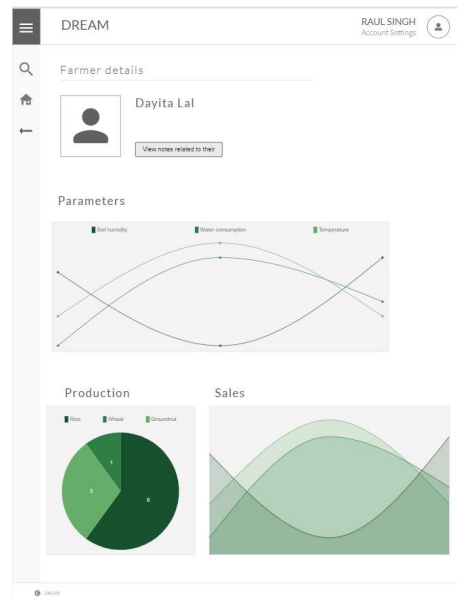 DREAM
RAUL SINGH
Account Settings
Farmer details
Dayita Lal
View notes related to their
Parameters
Soil humidity
Water consumption
Temperature
Production
Sales
Rice
Wheat
Groundnut
1
3
6